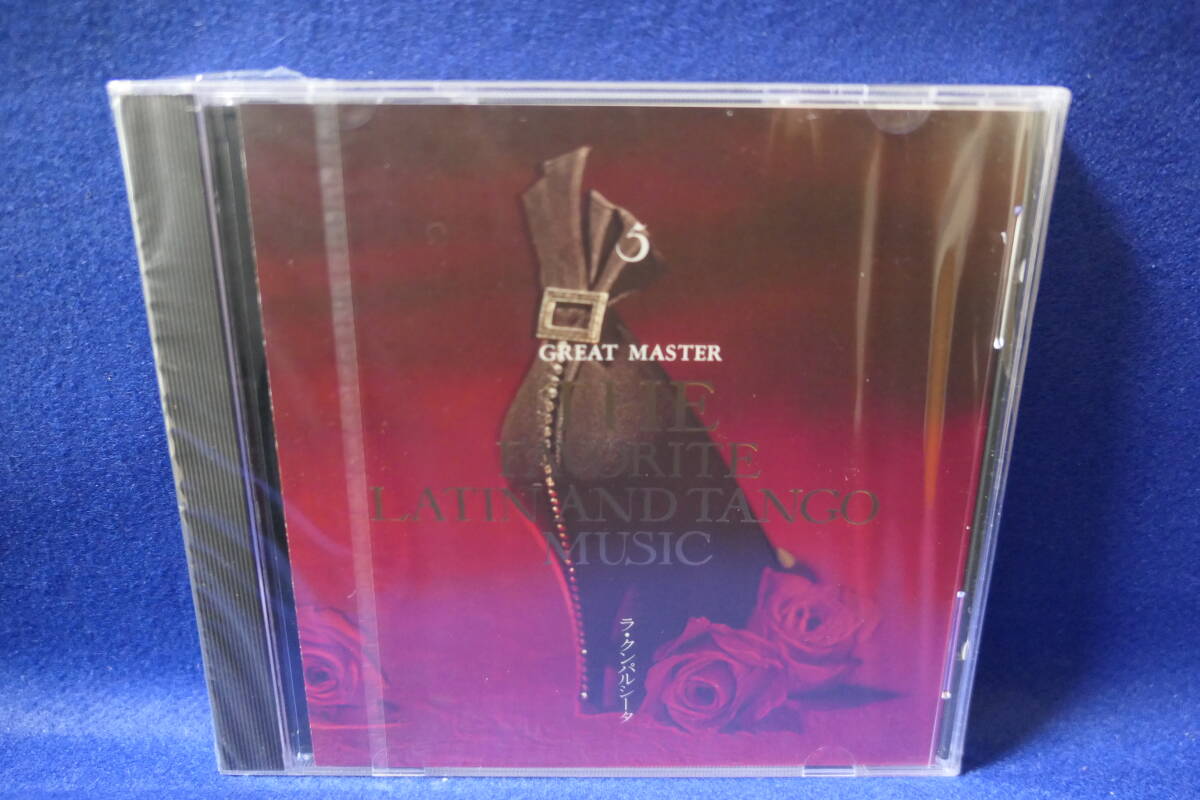 5
GREAT MASTER
THE
FAVORITE
LATIN AND TANGO
MUSIC
ラ・クンパルシータ